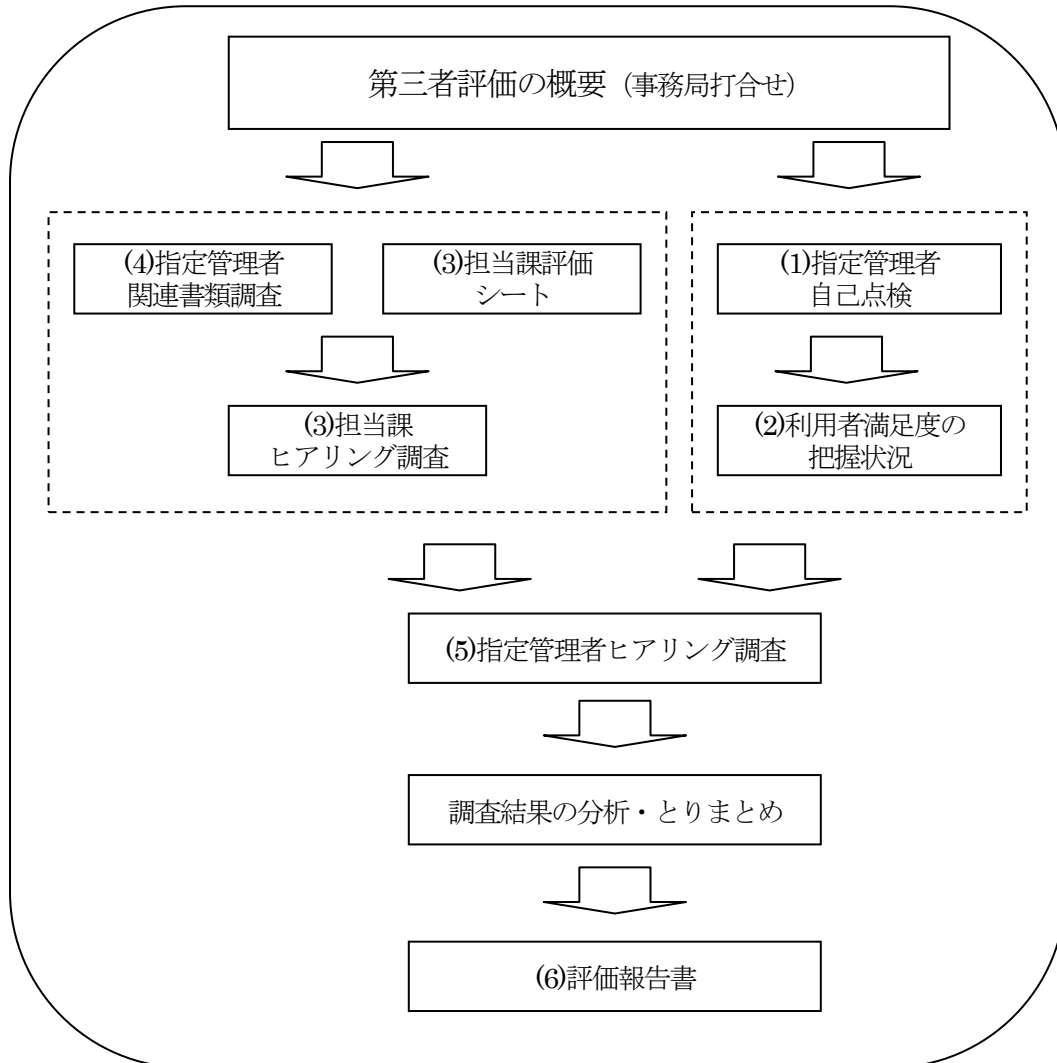 第三者評価の概要（事務局打合せ）
(4)指定管理者
関連書類調査
(3)担当課評価
シート
(3)担当課
ヒアリング調査
(1)指定管理者
自己点検
(2)利用者満足度の
把握状況
(5)指定管理者ヒアリング調査
調査結果の分析・とりまとめ
(6)評価報告書